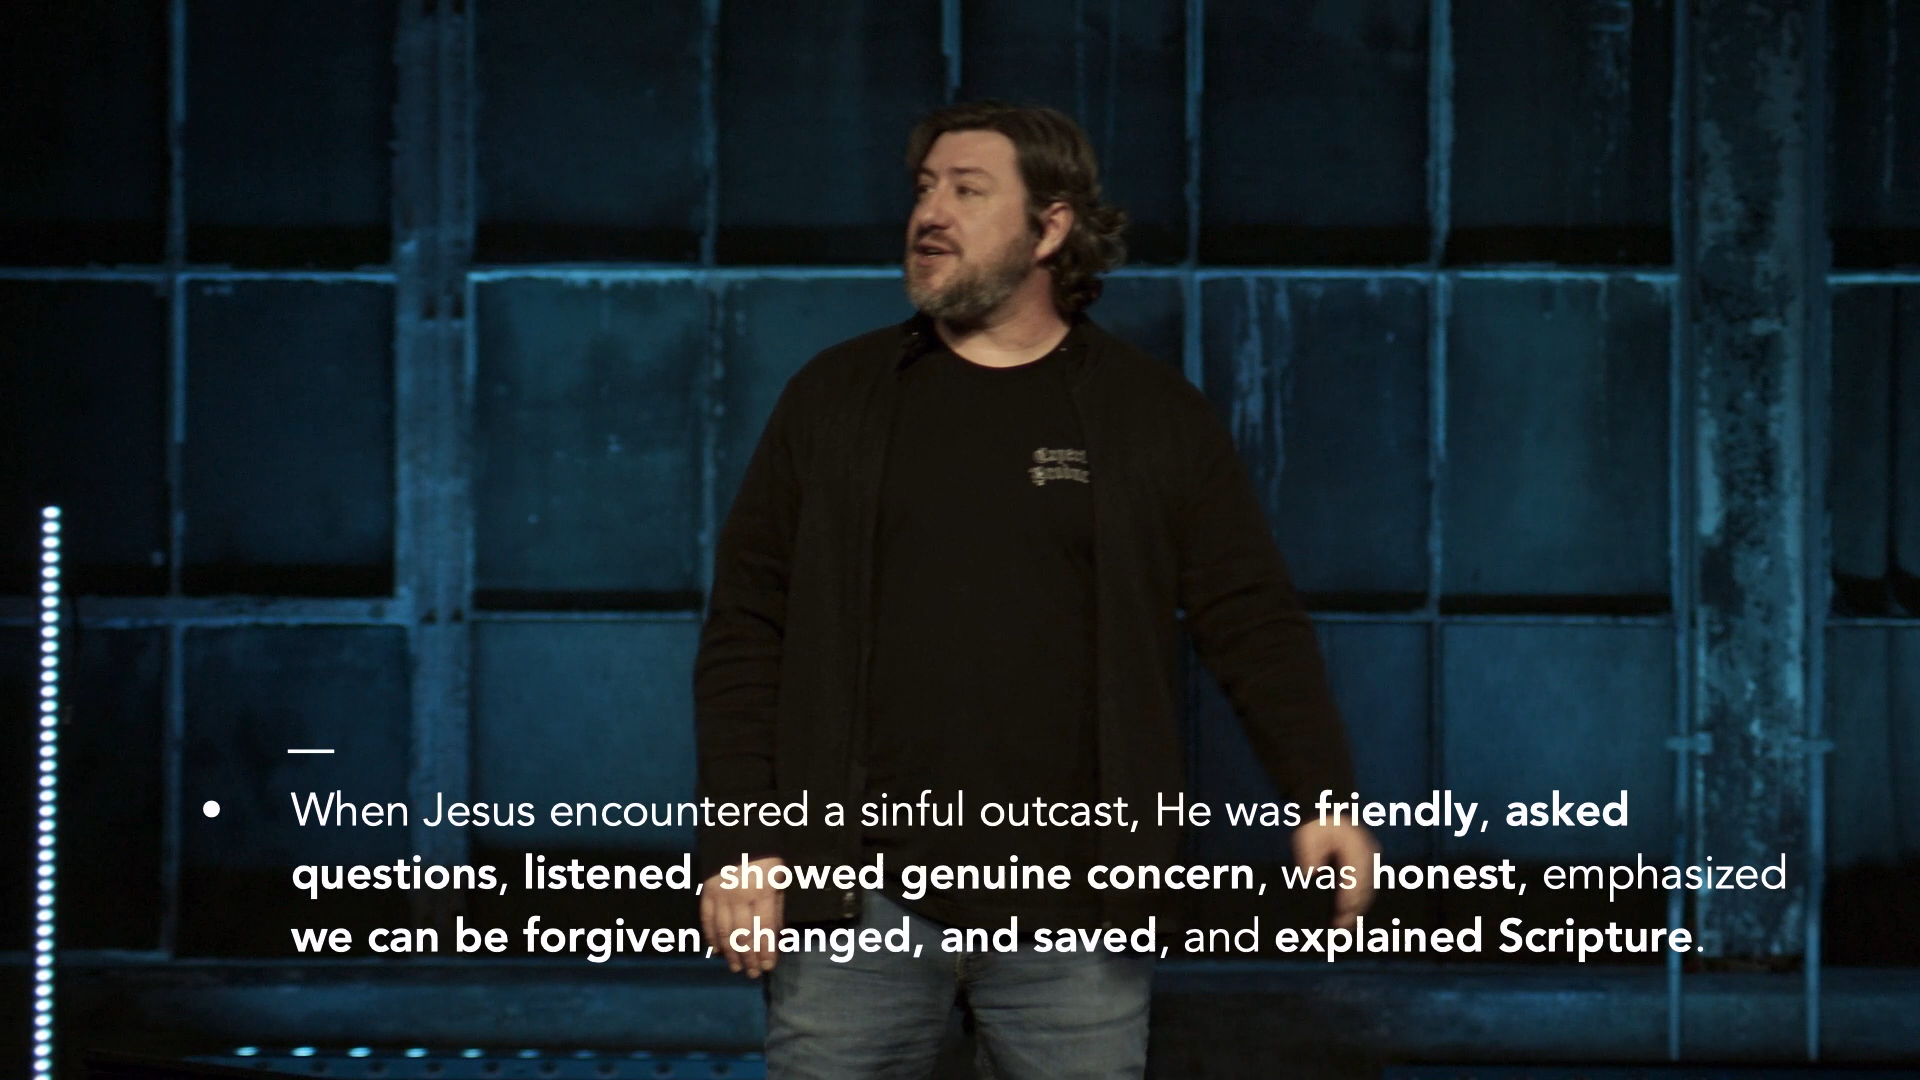 • When Jesus encountered a sinful outcast, He was friendly, asked
questions, listened, showed genuine concern, was honest, emphasized
we can be forgiven, changed, and saved, and explained Scripture.